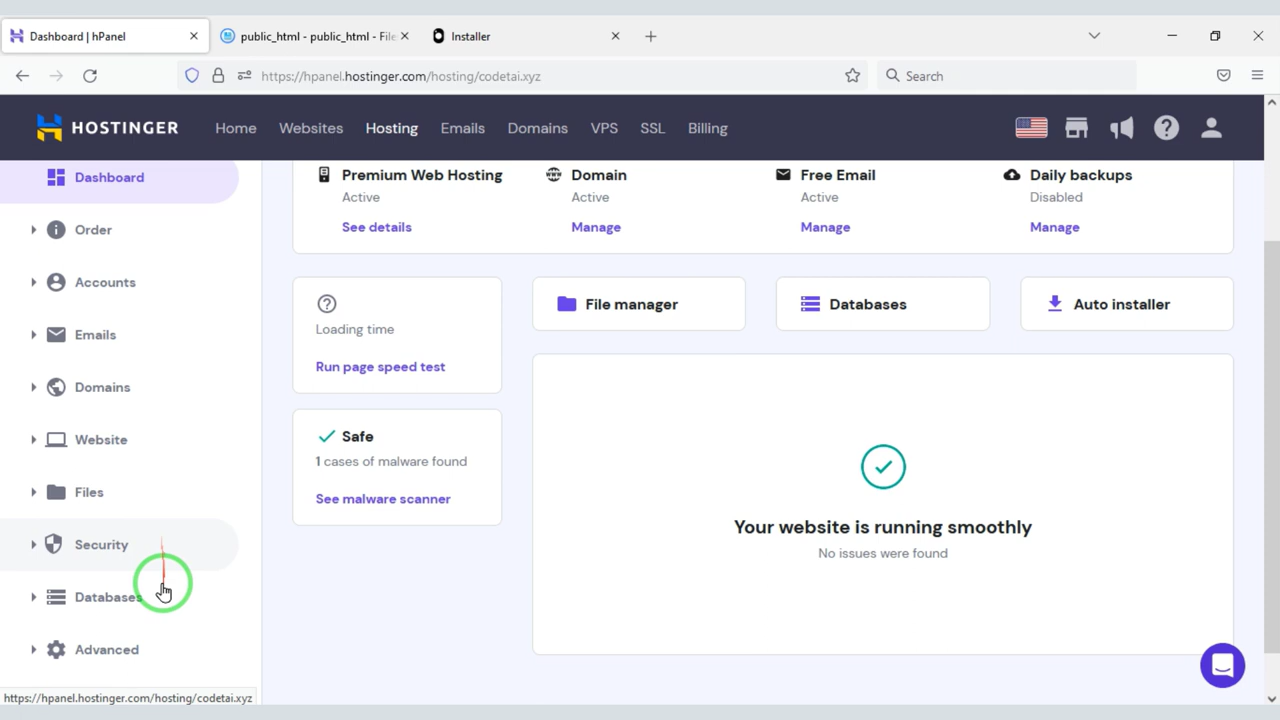 Dashboard | hPanel
public_html - public_html - File
Installer
https://hpanel.hostinger.com/hosting/codetai.xyz
Search
HOSTINGER
Home
Websites
Hosting
Emails
Domains
VPS
SSL
Billing
Dashboard
Order
Accounts
Emails
Domains
Website
Files
Security
Databases
Advanced
Premium Web Hosting
Active
See details
Domain
Active
Manage
Free Email
Active
Manage
Daily backups
Disabled
Manage
Loading time
Run page speed test
File manager
Databases
Auto installer
Safe
1 cases of malware found
See malware scanner
Your website is running smoothly
No issues were found
https://hpanel.hostinger.com/hosting/codetai.xyz